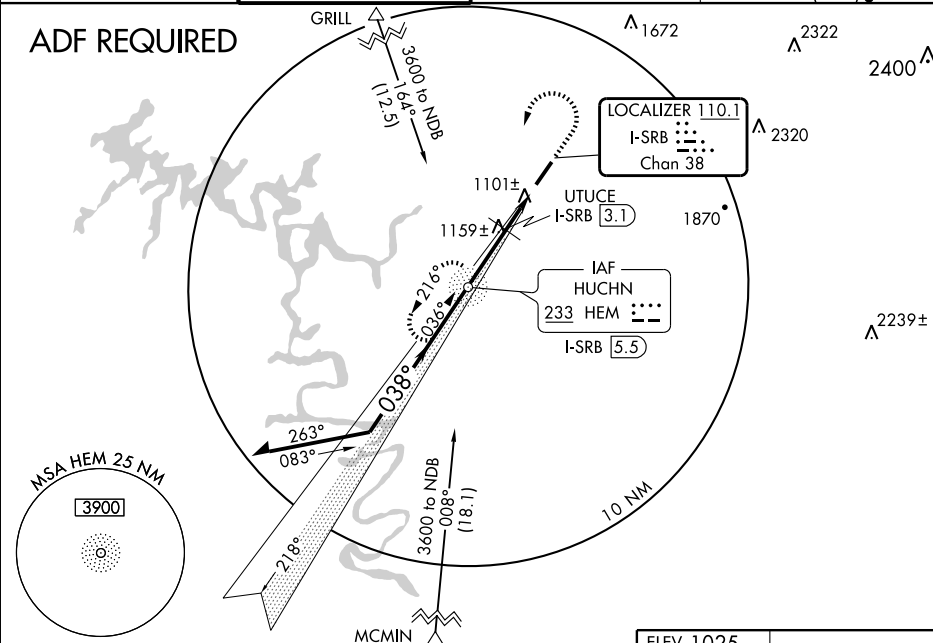 ADF REQUIRED
GRILL
3600 to NDB
164°
(12.5)
1672
2322
2400
LOCALIZER 110.1
I-SRB
Chan 38
2320
1101±
UTUCE
I-SRB 3.1
1159±
1870
IAF
HUCHN
233 HEM
I-SRB 5.5
216°
036°
2239±
038°
263°
083°
MSA HEM 25 NM
3900
218°
3600 to NDB
008°
(18.1)
10 NM
MCMIN
ELEV 1025